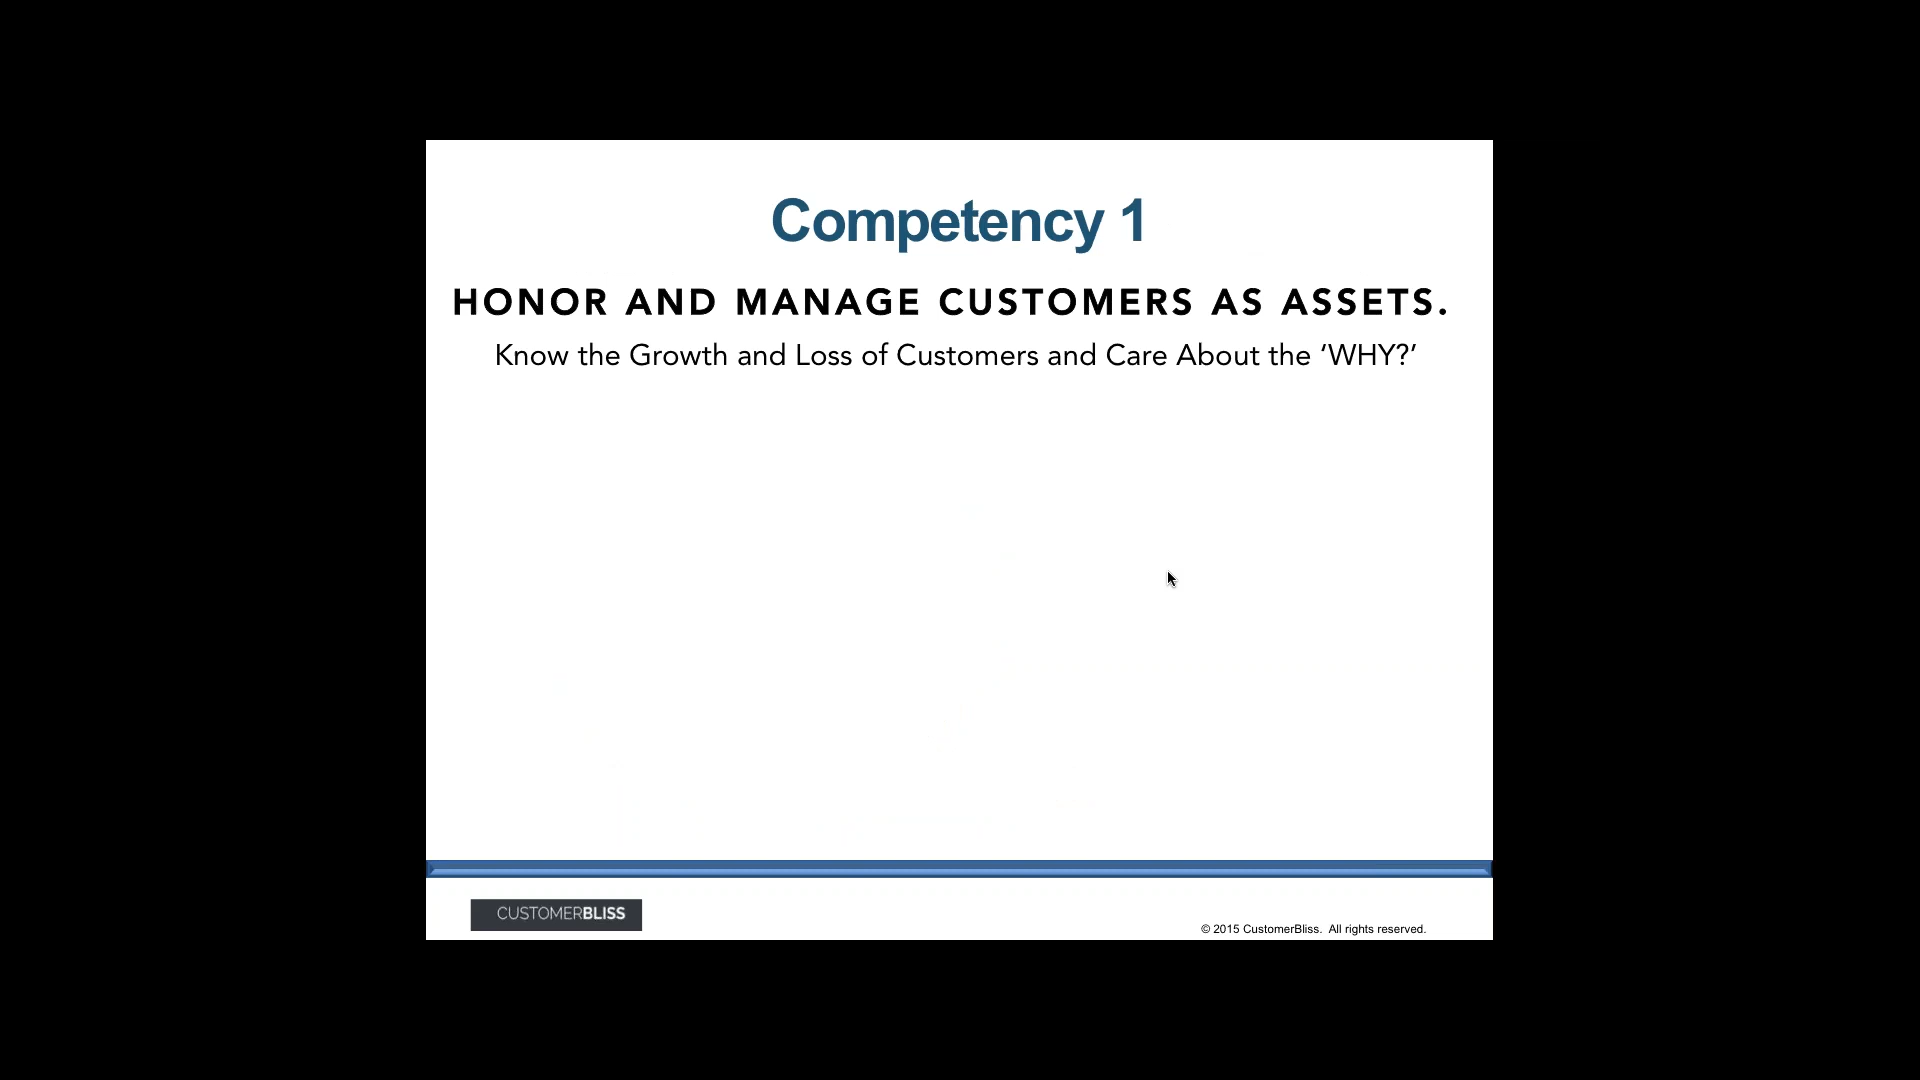 Competency 1
HONOR AND MANAGE CUSTOMERS AS ASSETS.
Know the Growth and Loss of Customers and Care About the ‘WHY?’
CUSTOMERBLISS
© 2015 CustomerBliss. All rights reserved.